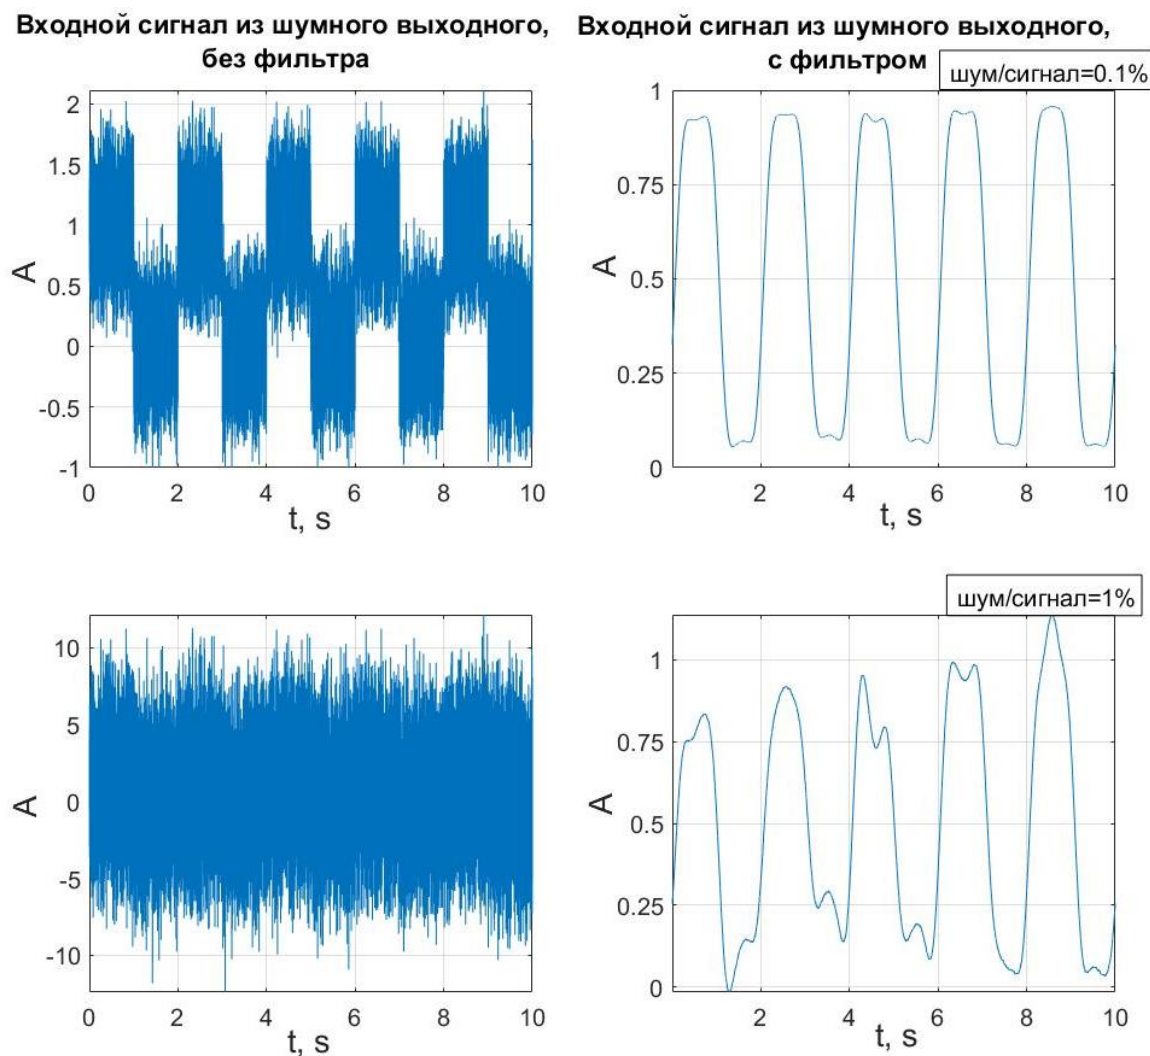 Входной сигнал из шумного выходного,
без фильтра
Входной сигнал из шумного выходного,
с фильтром
шум/сигнал=0.1%
2
1.5
1
0.5
0
-0.5
-1
A
0 2 4 6 8 10
t, s
1
0.75
0.5
0.25
0
A
2 4 6 8 10
t, s
10
5
0
-5
-10
A
0 2 4 6 8 10
t, s
шум/сигнал=1%
1
0.75
0.5
0.25
0
A
2 4 6 8 10
t, s